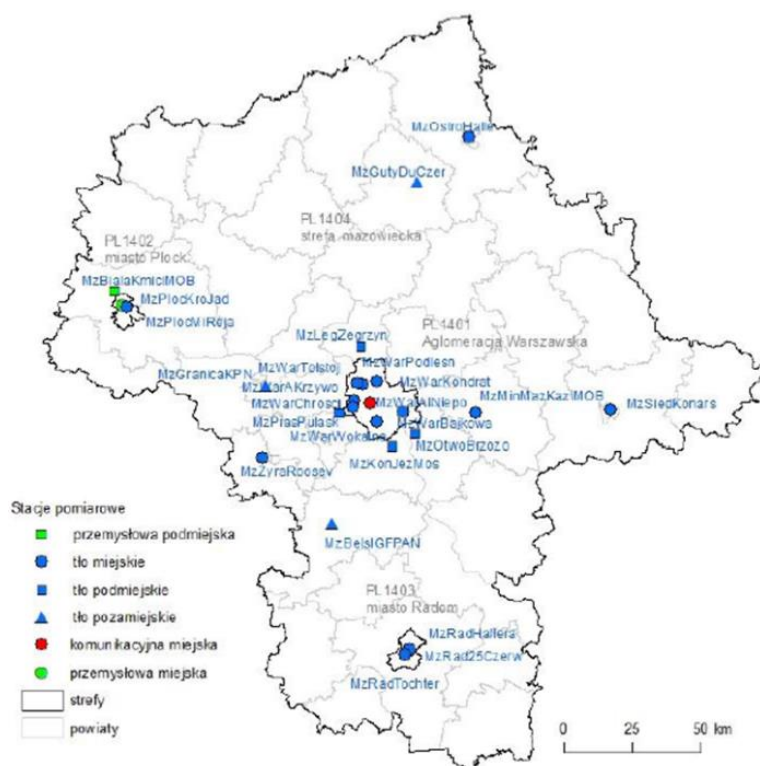 MzOstroHalle
MzGutyDuCzer
PL1404
strefa mazowiecka
PL1402
miasto Płock
MzBialaKmiciMOB
MzPlocKroJad
MzPlocMiReja
MzLegZegrzyn
PL1401
Aglomeracja Warszawska
MzWarTolstoj
MzWarPodlesn
MzGranicaKPN
MzWarAKrzywo
MzWarKondrat
MzMinMazKaziMOB
MzWarChrosci
MzWarAlNiepo
MzSiedKonars
MzPiasPulask
MzWarBajkowa
MzWarWokalna
MzOtwoBrzozo
MzKonJezMos
MzZyraRoosev
Stacje pomiarowe
przemysłowa podmiejska
tło miejskie
tło podmiejskie
tło pozamiejskie
komunikacyjna miejska
przemysłowa miejska
strefy
powiaty
MzBelsIGFPAN
PL1403
miasto Radom
MzRadHallera
MzRad25Czerw
MzRadTochter
0 25 50 km